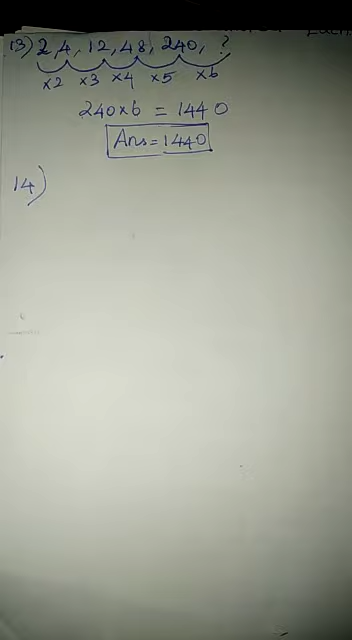 13) 2, 4, 12, 48, 240, ?
×2 ×3 ×4 ×5 ×6
240×6 = 1440
Ans = 1440
14)